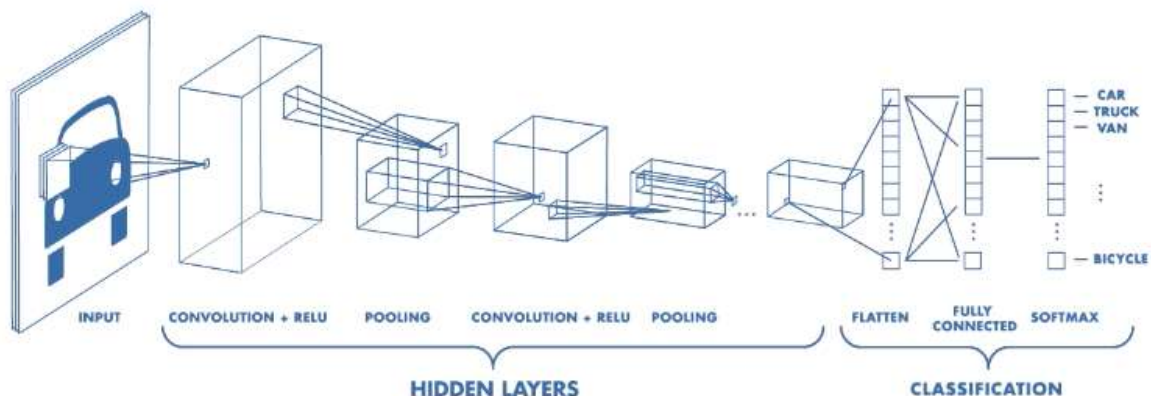 CAR
TRUCK
VAN
BICYCLE
INPUT
CONVOLUTION + RELU
POOLING
CONVOLUTION + RELU
POOLING
FLATTEN
FULLY
CONNECTED
SOFTMAX
HIDDEN LAYERS
CLASSIFICATION